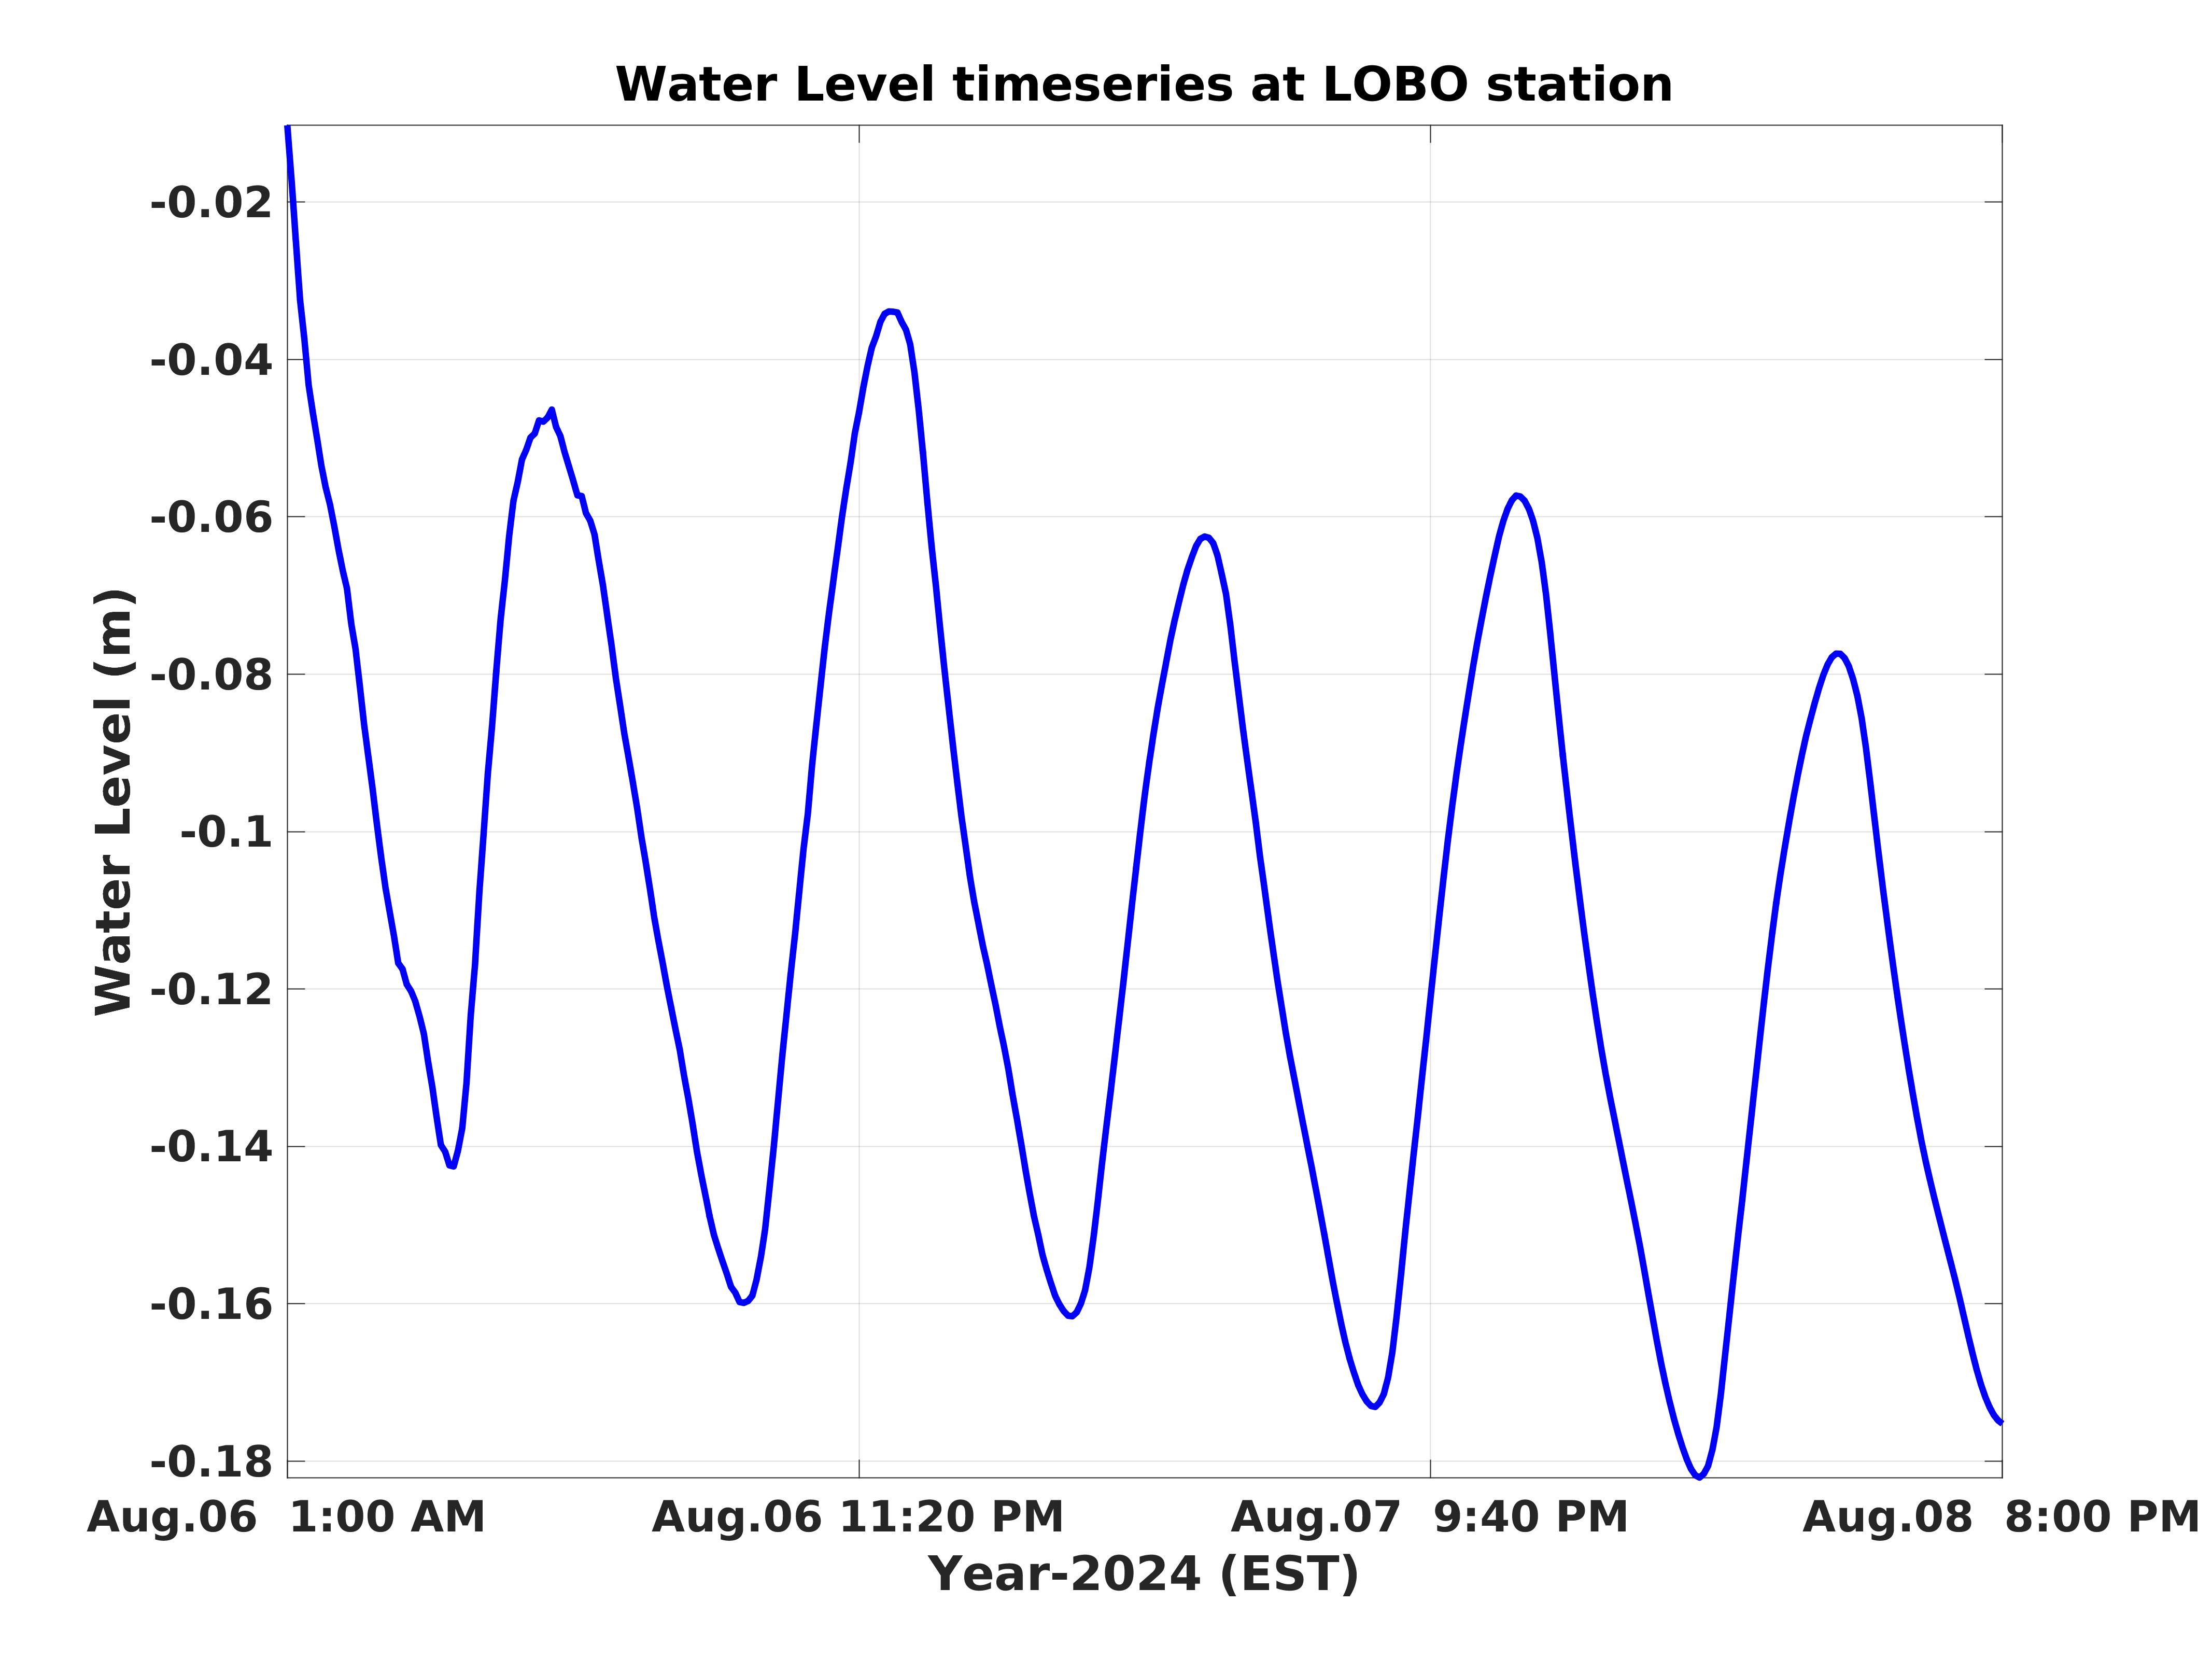 Water Level timeseries at LOBO station
Water Level (m)
-0.02
-0.04
-0.06
-0.08
-0.1
-0.12
-0.14
-0.16
-0.18
Aug.06  1:00 AM
Aug.06 11:20 PM
Aug.07  9:40 PM
Aug.08  8:00 PM
Year-2024 (EST)